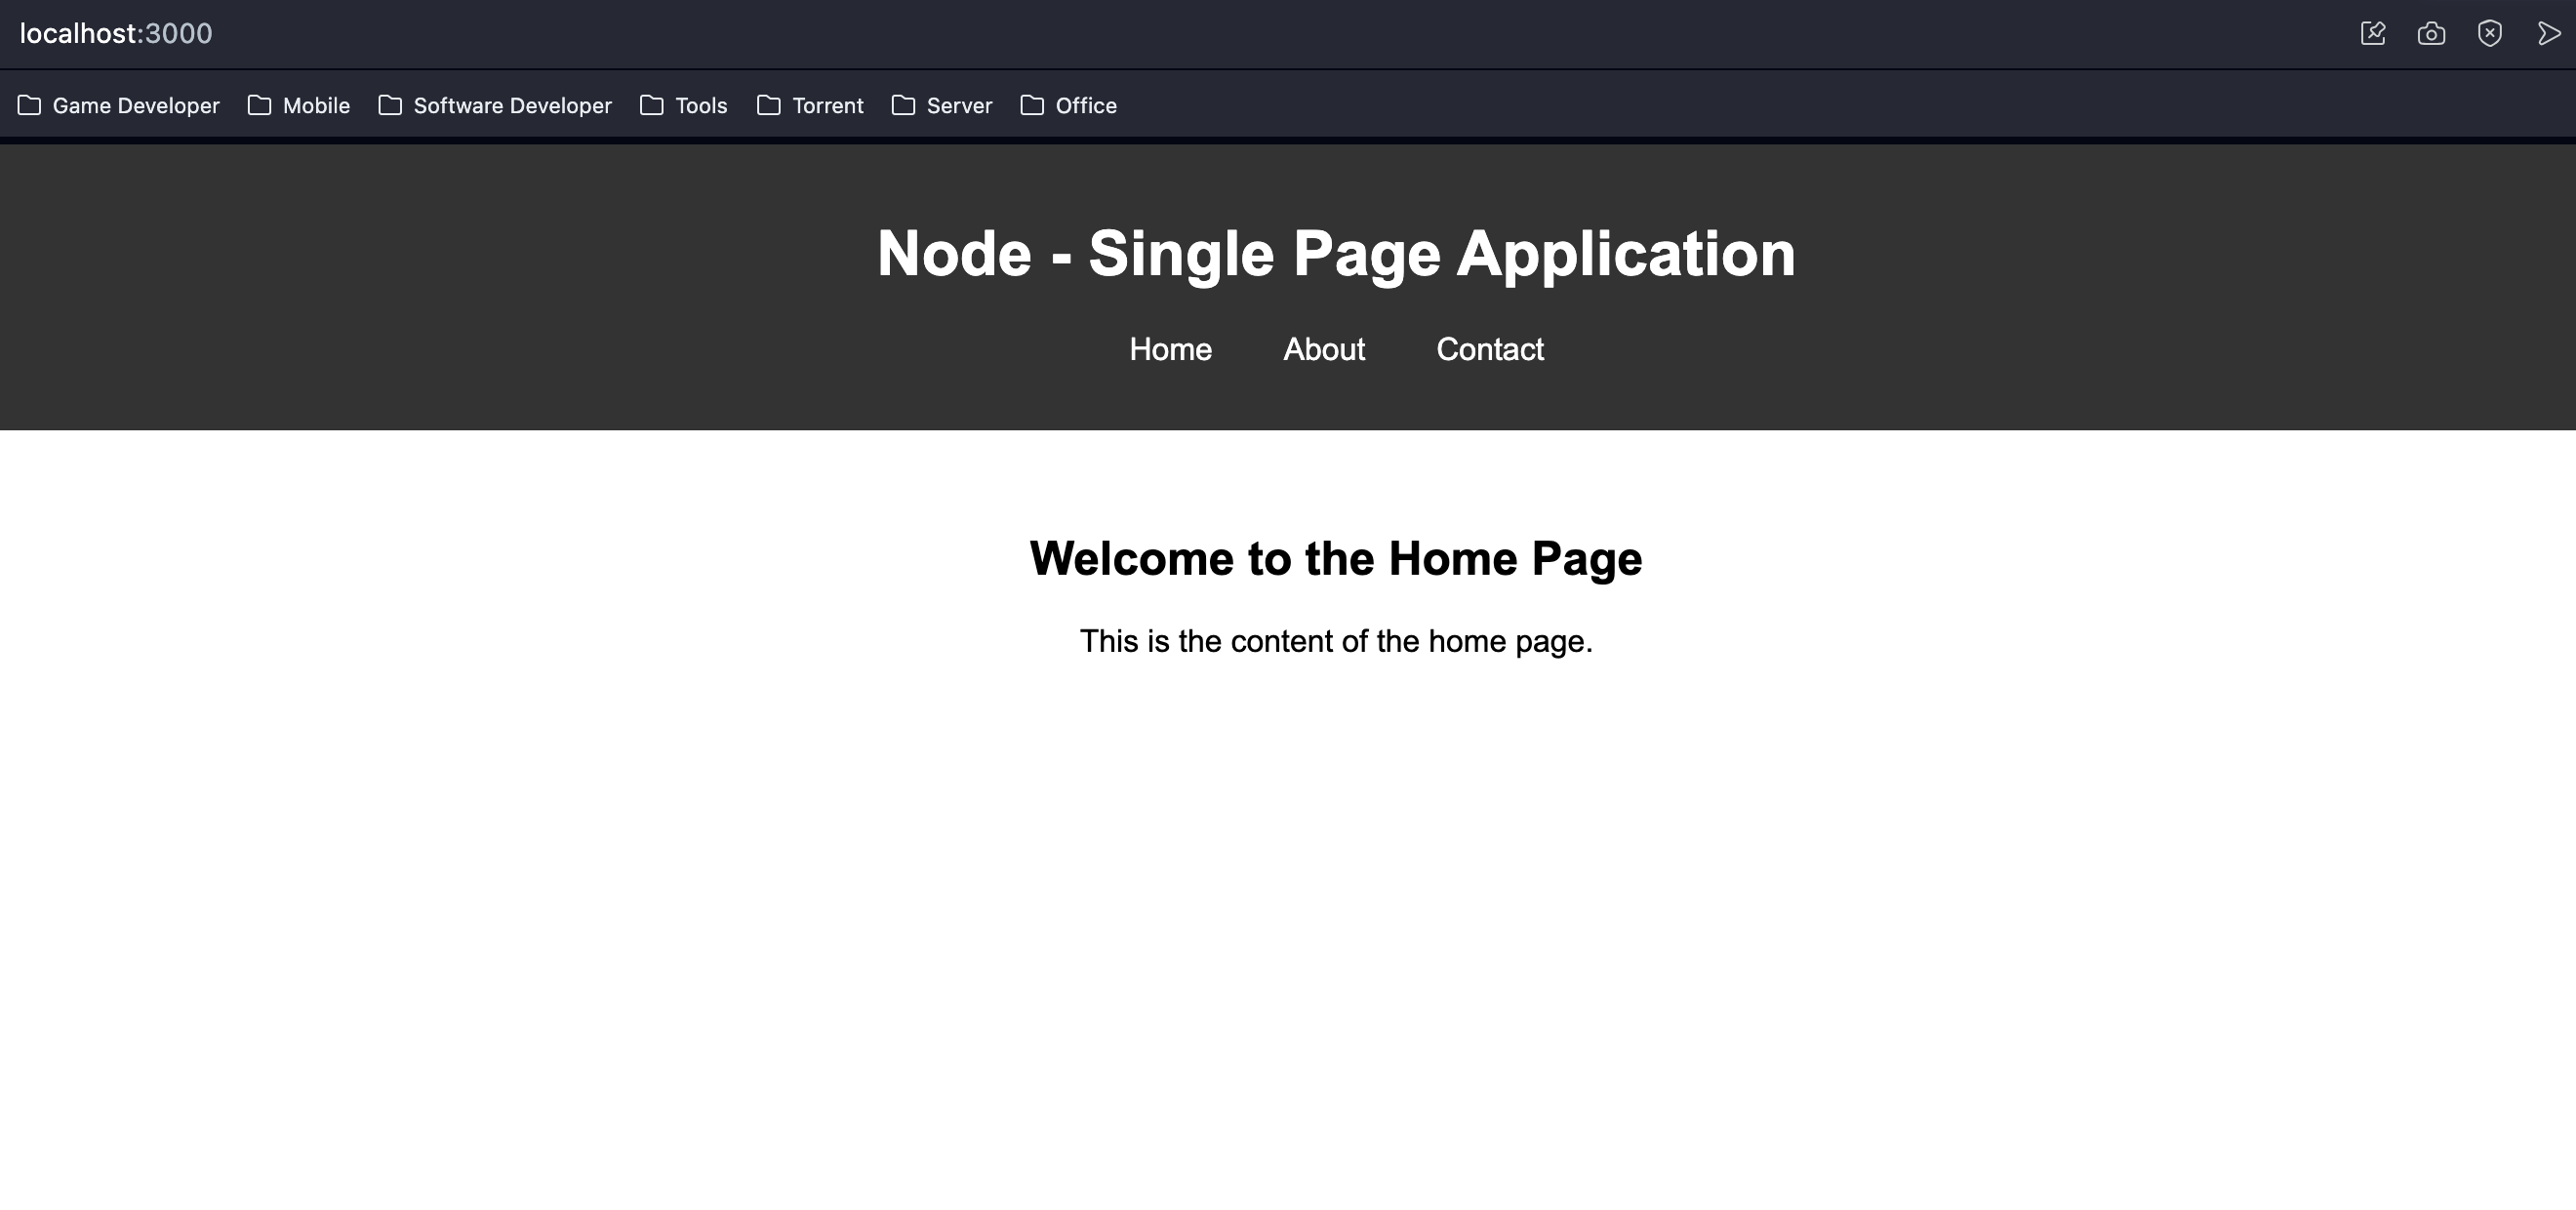 localhost:3000
Game Developer Mobile Software Developer Tools Torrent Server Office
Node - Single Page Application
Home About Contact
Welcome to the Home Page
This is the content of the home page.